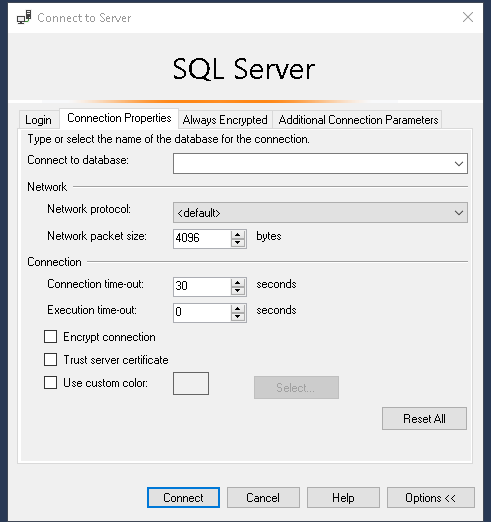 Connect to Server
SQL Server
Login Connection Properties Always Encrypted Additional Connection Parameters
Type or select the name of the database for the connection.
Connect to database:
Network
Network protocol: <default>
Network packet size: 4096 bytes
Connection
Connection time-out: 30 seconds
Execution time-out: 0 seconds
Encrypt connection
Trust server certificate
Use custom color: Select...
Reset All
Connect Cancel Help Options <<